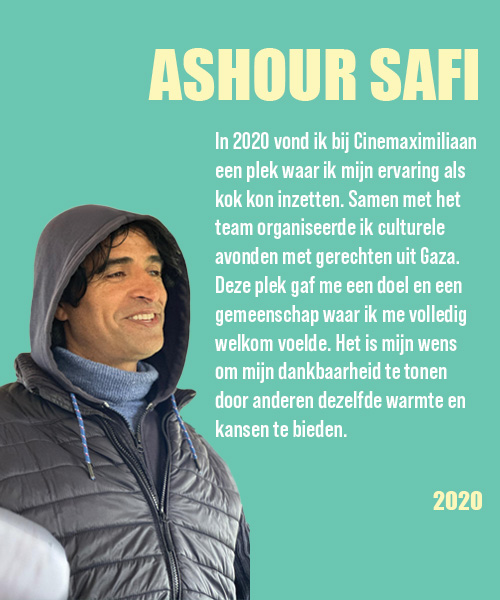 ASHOUR SAFI
In 2020 vond ik bij Cinemaximiliaan
een plek waar ik mijn ervaring als
kok kon inzetten. Samen met het
team organiseerde ik culturele
avonden met gerechten uit Gaza.
Deze plek gaf me een doel en een
gemeenschap waar ik me volledig
welkom voelde. Het is mijn wens
om mijn dankbaarheid te tonen
door anderen dezelfde warmte en
kansen te bieden.
2020